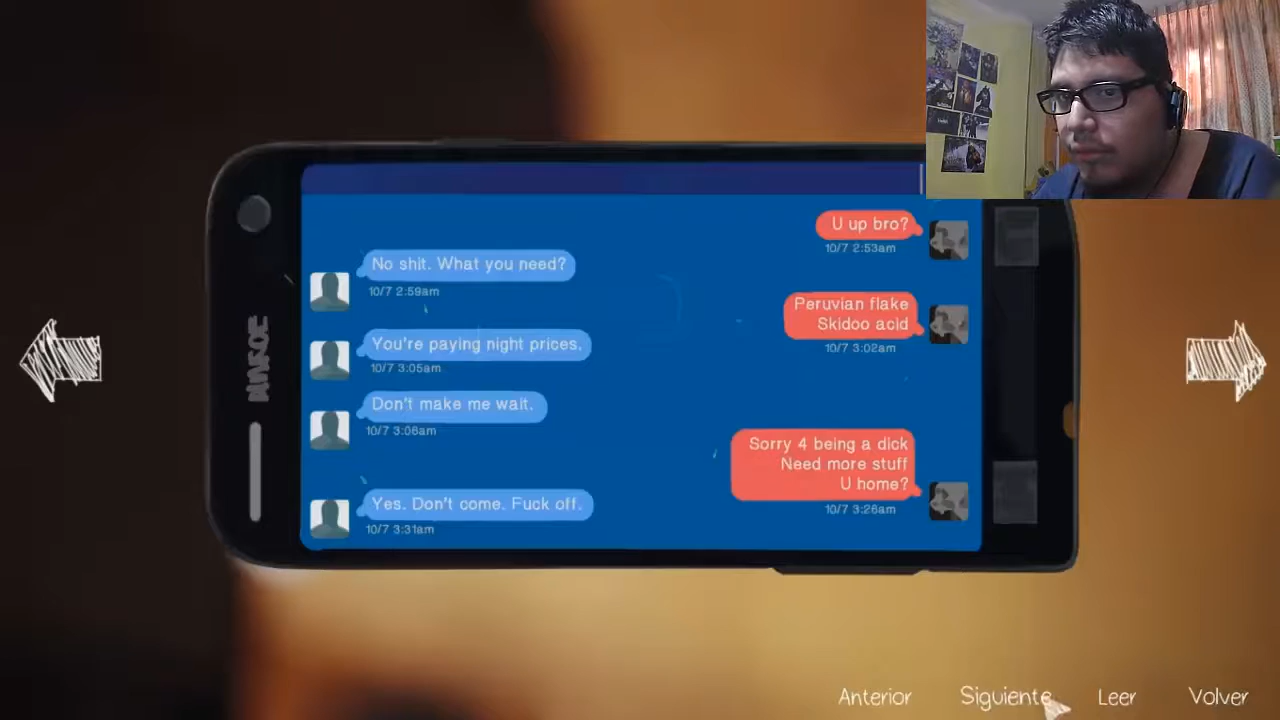 U up bro?
10/7 2:53am
No shit. What you need?
10/7 2:59am
Peruvian flake
Skidoo acid
10/7 3:02am
You're paying night prices.
10/7 3:05am
Don't make me wait.
10/7 3:06am
Sorry 4 being a dick
Need more stuff
U home?
10/7 3:26am
Yes. Don't come. Fuck off.
10/7 3:31am
Anterior
Siguiente
Leer
Volver